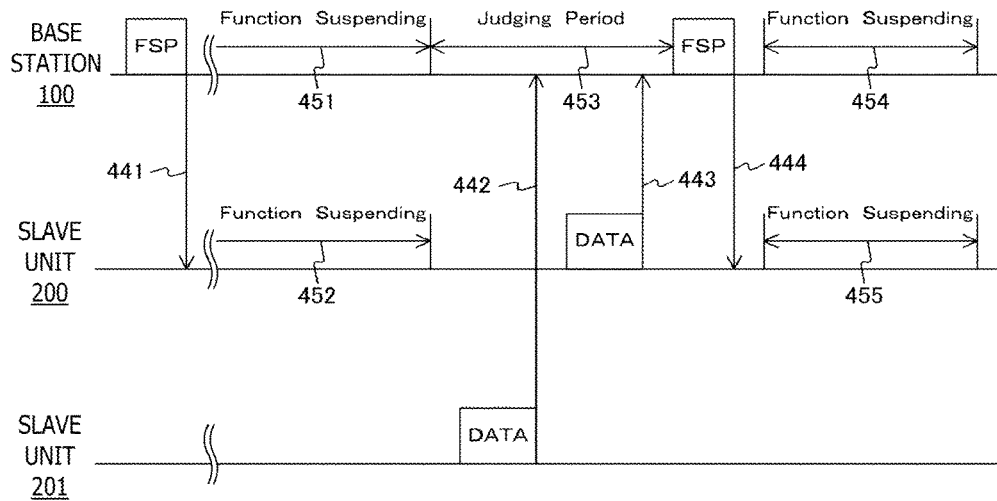 BASE
STATION
100
FSP
Function Suspending
Judging Period
FSP
Function Suspending
451
453
454
441
442
443
444
SLAVE
UNIT
200
Function Suspending
DATA
Function Suspending
452
455
SLAVE
UNIT
201
DATA